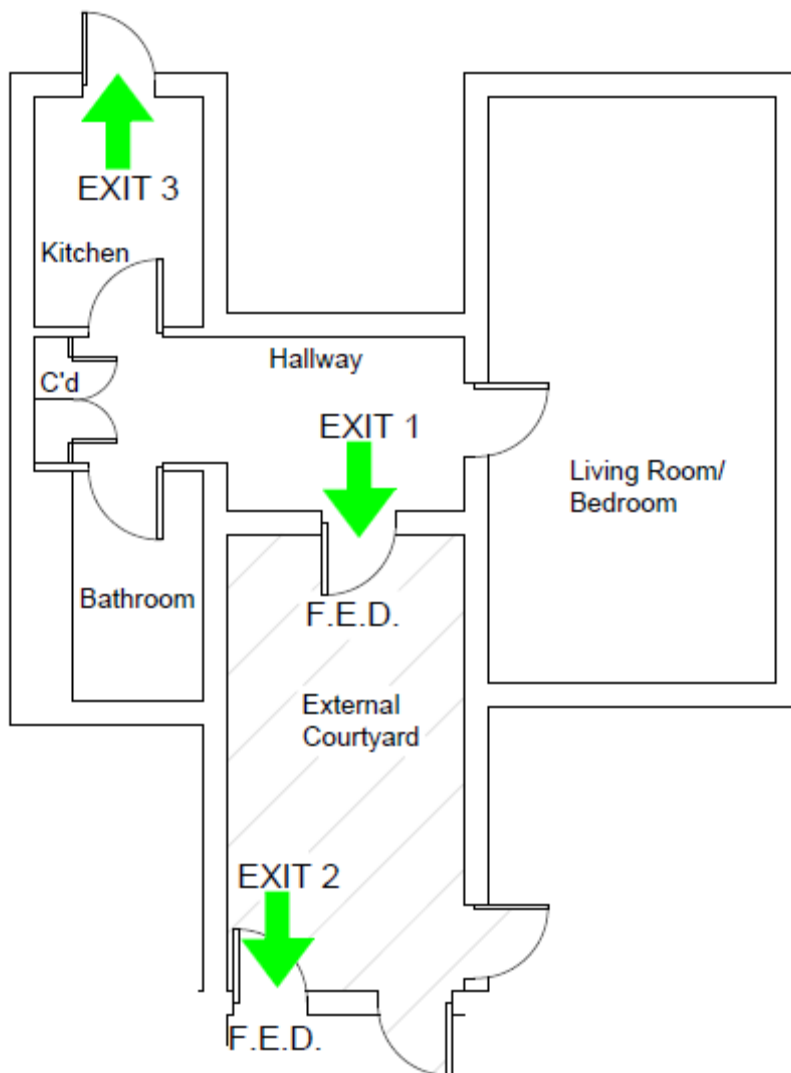 EXIT 3
Kitchen
Hallway
C'd
EXIT 1
Living Room/
Bedroom
Bathroom
F.E.D.
External
Courtyard
EXIT 2
F.E.D.